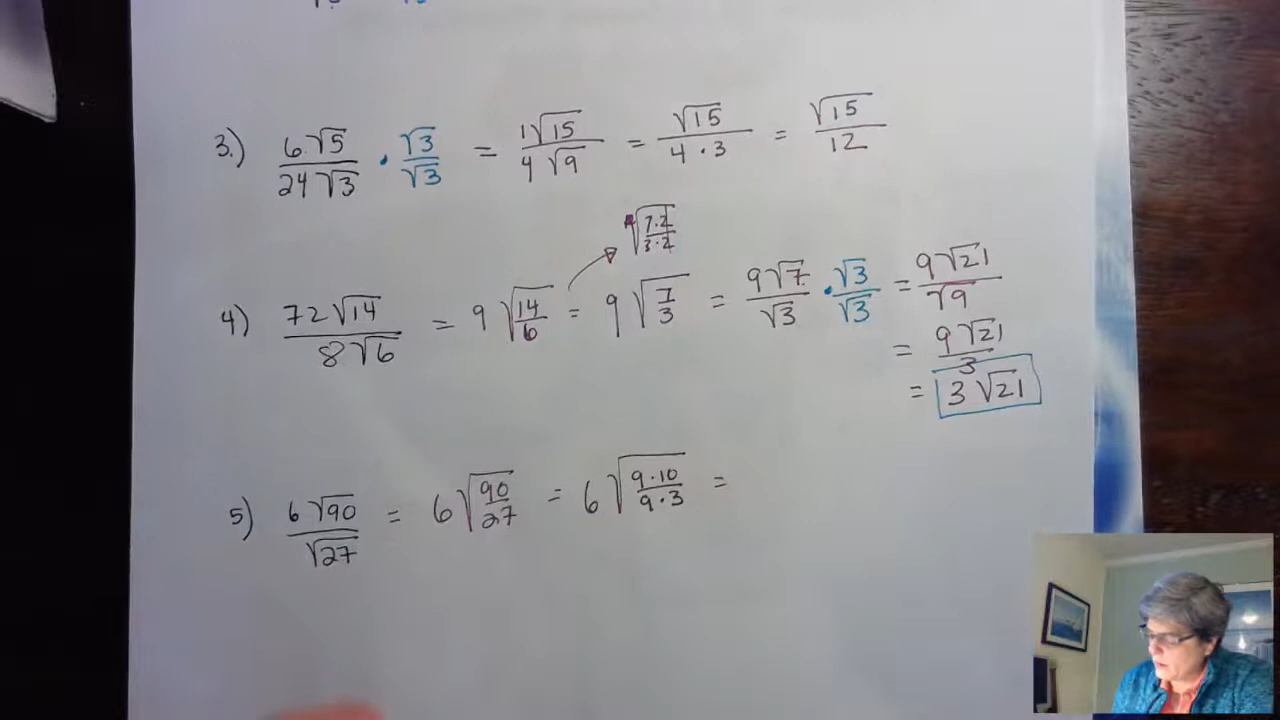 3.) 6√5/24√3 · √3/√3 = 1√15/4√9 = √15/4·3 = √15/12
√(7·2/3·2)
4) 72√14/8√6 = 9√(14/6) = 9√(7/3) = 9√7/√3 · √3/√3 = 9√21/√9
= 9√21/3
= 3√21
5) 6√90/√27 = 6√(90/27) = 6√(9·10/9·3) =